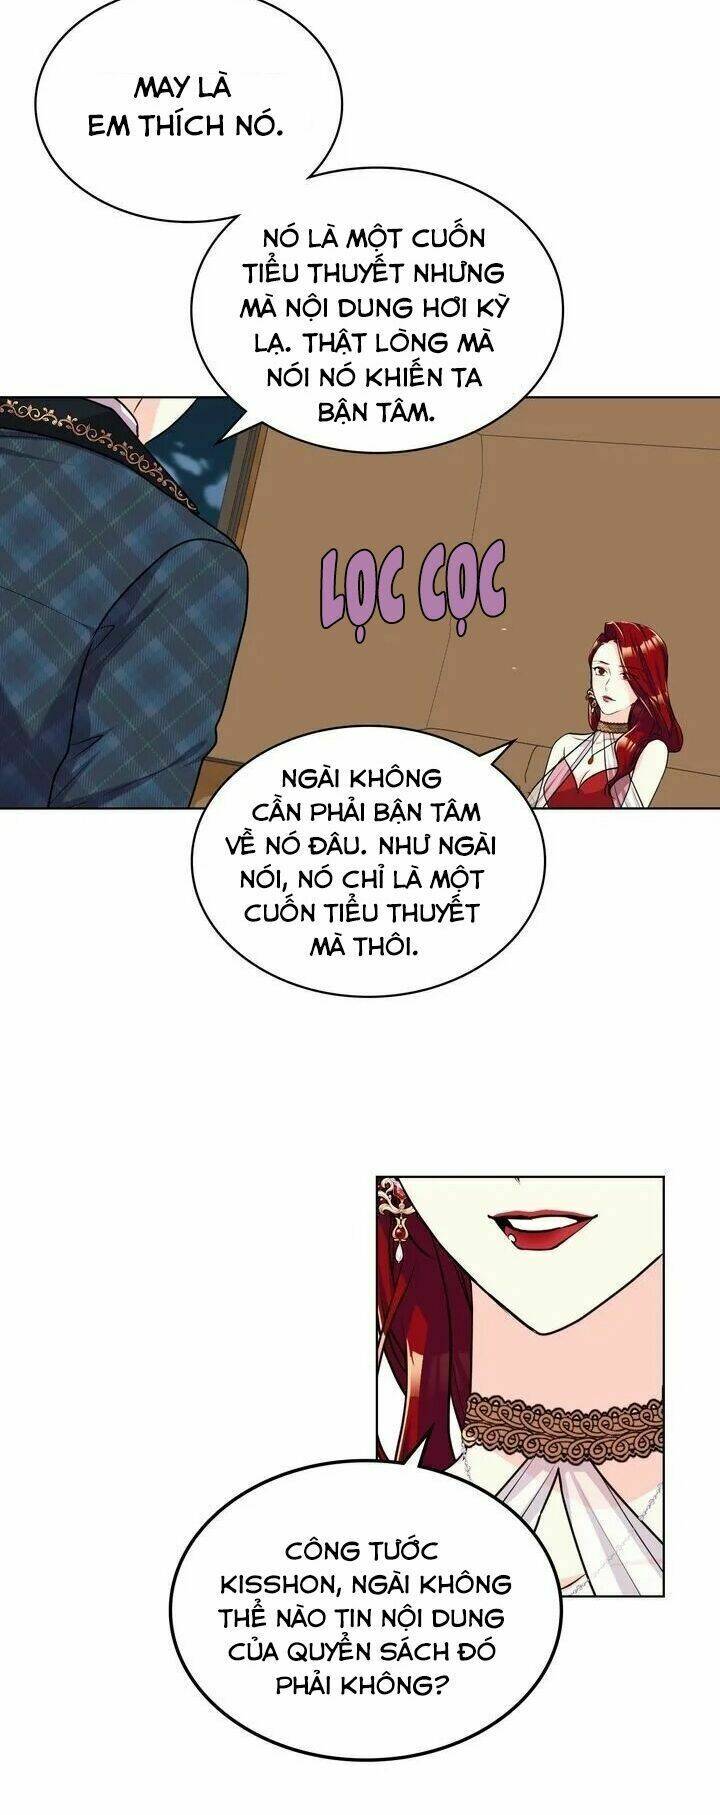 MAY LÀ
EM THÍCH NÓ.
NÓ LÀ MỘT CUỐN
TIỂU THUYẾT NHƯNG
MÀ NỘI DUNG HƠI KỲ
LẠ. THẬT LÒNG MÀ
NÓI NÓ KHIẾN TA
BẬN TÂM.
LỌC CỌC
NGÀI KHÔNG
CẦN PHẢI BẬN TÂM
VỀ NÓ ĐÂU. NHƯ NGÀI
NÓI, NÓ CHỈ LÀ MỘT
CUỐN TIỂU THUYẾT
MÀ THÔI.
CÔNG TƯỚC
KISSHON, NGÀI KHÔNG
THỂ NÀO TIN NỘI DUNG
CỦA QUYỂN SÁCH ĐÓ
PHẢI KHÔNG?